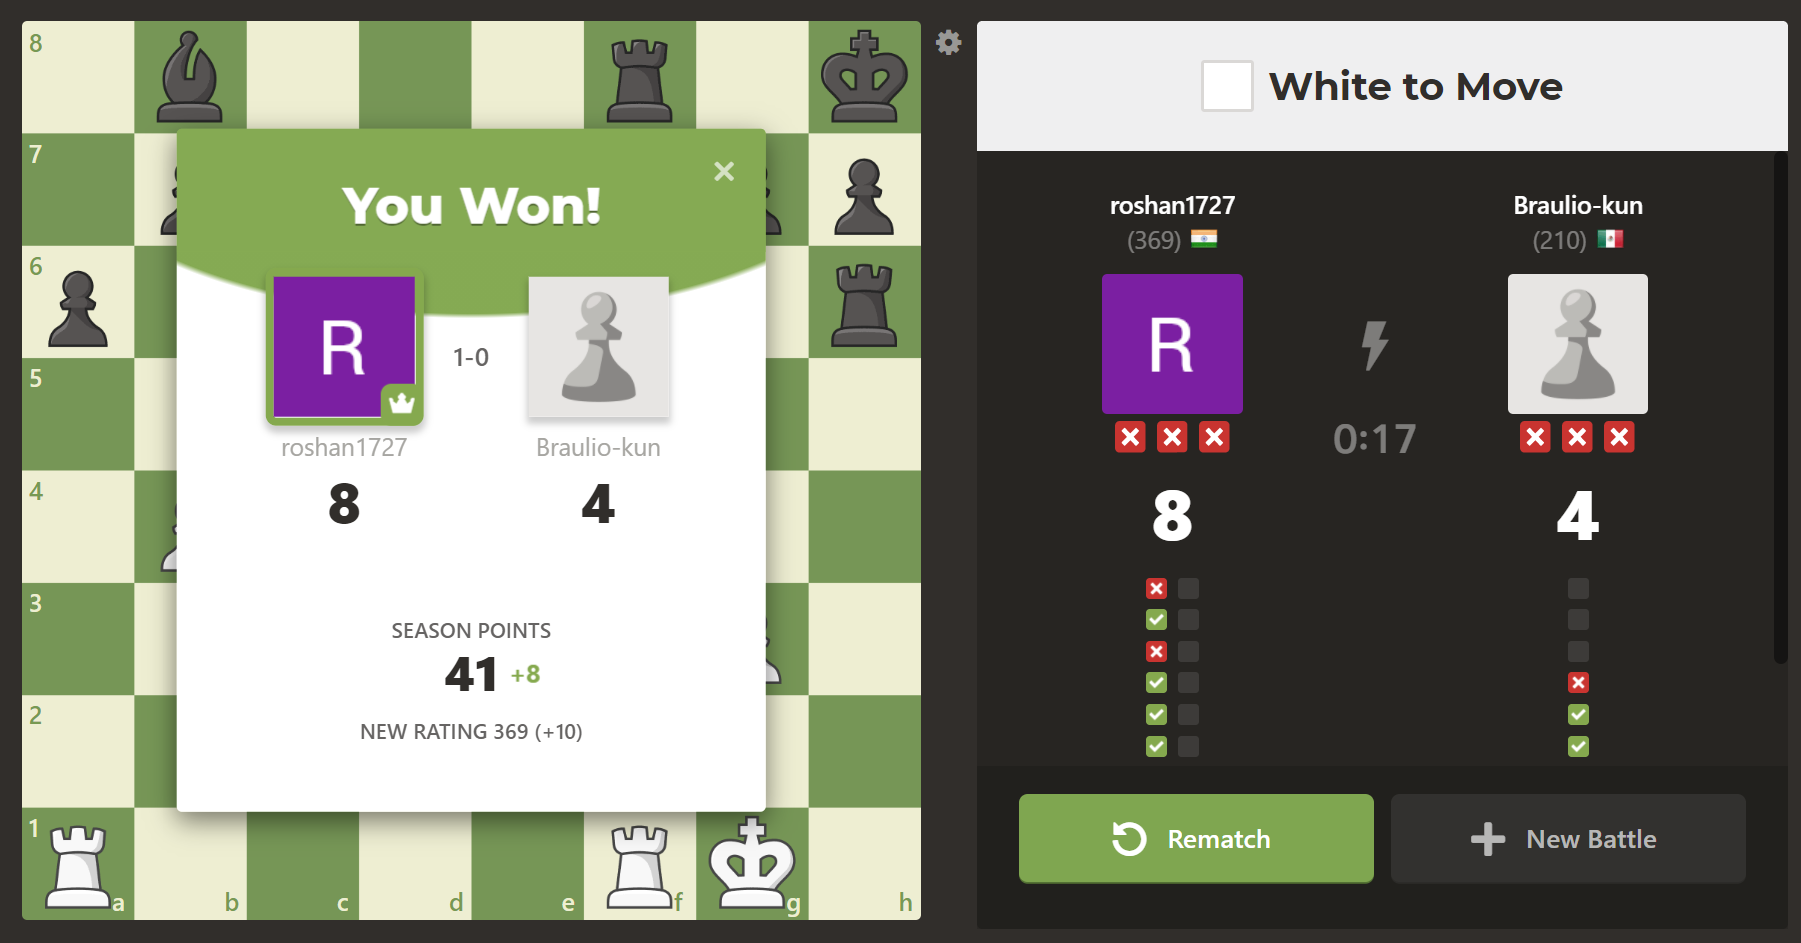 8
7
6
5
4
3
2
1
a
b
c
d
e
f
g
h
You Won!
R
1-0
roshan1727
Braulio-kun
8
4
SEASON POINTS
41 +8
NEW RATING 369 (+10)
White to Move
roshan1727
(369)
Braulio-kun
(210)
R
0:17
8
4
Rematch
New Battle